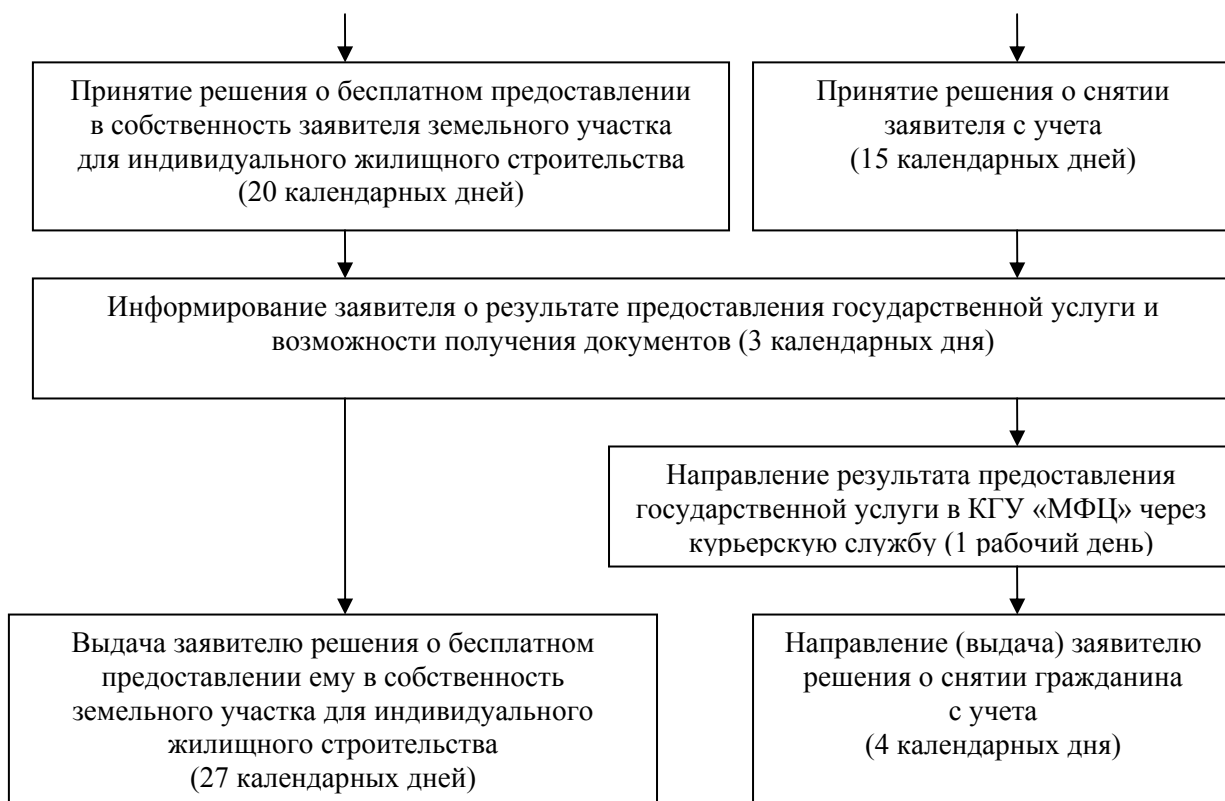 Принятие решения о бесплатном предоставлении
в собственность заявителя земельного участка
для индивидуального жилищного строительства
(20 календарных дней)
Принятие решения о снятии
заявителя с учета
(15 календарных дней)
Информирование заявителя о результате предоставления государственной услуги и
возможности получения документов (3 календарных дня)
Направление результата предоставления
государственной услуги в КГУ «МФЦ» через
курьерскую службу (1 рабочий день)
Выдача заявителю решения о бесплатном
предоставлении ему в собственность
земельного участка для индивидуального
жилищного строительства
(27 календарных дней)
Направление (выдача) заявителю
решения о снятии гражданина
с учета
(4 календарных дня)